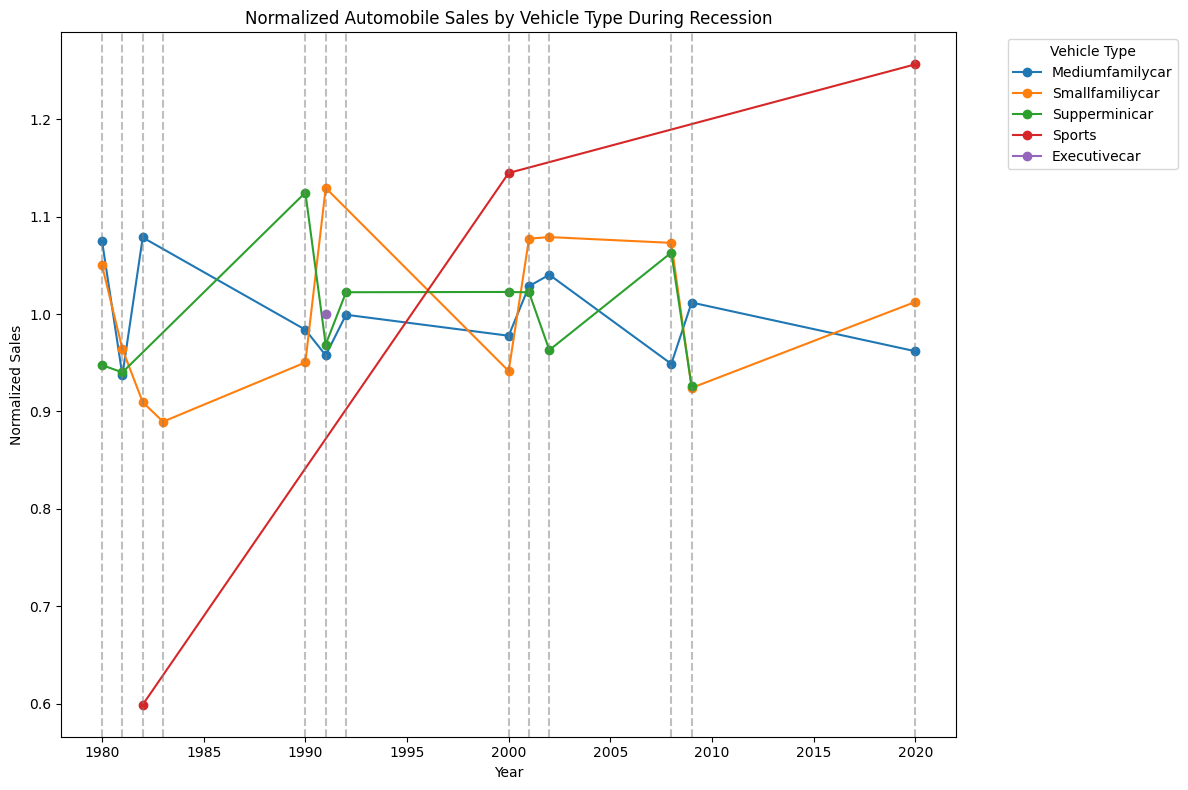 Normalized Automobile Sales by Vehicle Type During Recession
Vehicle Type
Mediumfamilycar
Smallfamiliycar
Supperminicar
Sports
Executivecar
Normalized Sales
1.2
1.1
1.0
0.9
0.8
0.7
0.6
1980 1985 1990 1995 2000 2005 2010 2015 2020
Year